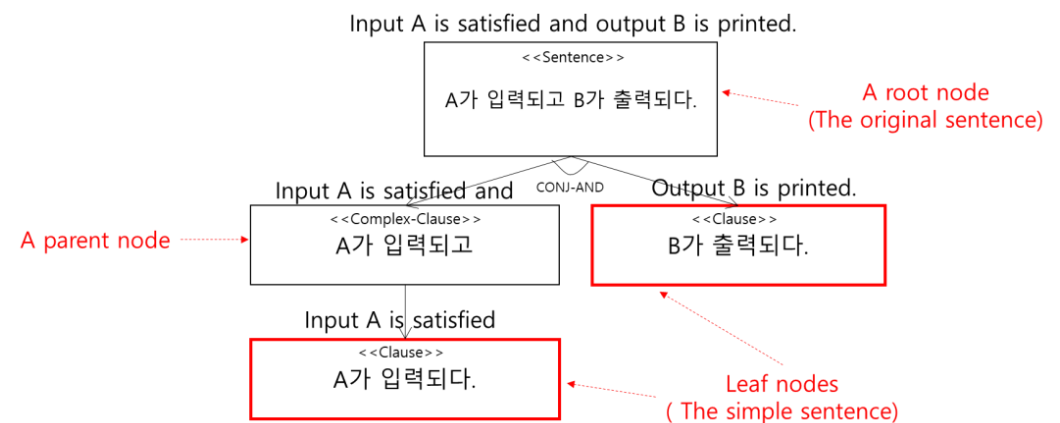 Input A is satisfied and output B is printed.
<<Sentence>>
A가 입력되고 B가 출력되다.
A root node
(The original sentence)
CONJ-AND
Input A is satisfied and
Output B is printed.
<<Complex-Clause>>
A가 입력되고
<<Clause>>
B가 출력되다.
A parent node
Input A is satisfied
<<Clause>>
A가 입력되다.
Leaf nodes
( The simple sentence)